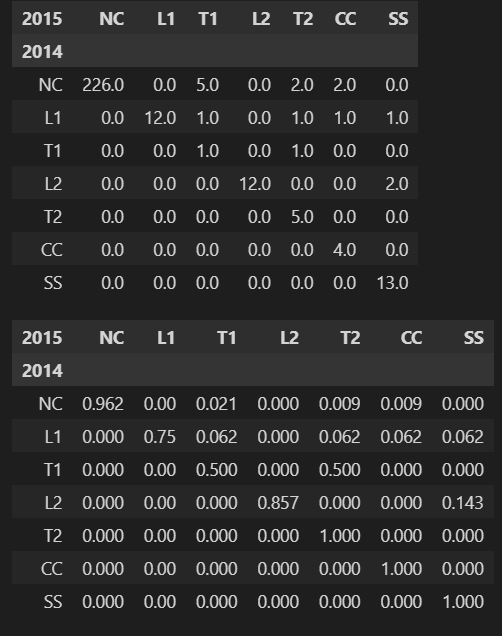 2015 NC L1 T1 L2 T2 CC SS
2014
NC 226.0 0.0 5.0 0.0 2.0 2.0 0.0
L1 0.0 12.0 1.0 0.0 1.0 1.0 1.0
T1 0.0 0.0 1.0 0.0 1.0 0.0 0.0
L2 0.0 0.0 0.0 12.0 0.0 0.0 2.0
T2 0.0 0.0 0.0 0.0 5.0 0.0 0.0
CC 0.0 0.0 0.0 0.0 0.0 4.0 0.0
SS 0.0 0.0 0.0 0.0 0.0 0.0 13.0
2015 NC L1 T1 L2 T2 CC SS
2014
NC 0.962 0.00 0.021 0.000 0.009 0.009 0.000
L1 0.000 0.75 0.062 0.000 0.062 0.062 0.062
T1 0.000 0.00 0.500 0.000 0.500 0.000 0.000
L2 0.000 0.00 0.000 0.857 0.000 0.000 0.143
T2 0.000 0.00 0.000 0.000 1.000 0.000 0.000
CC 0.000 0.00 0.000 0.000 0.000 1.000 0.000
SS 0.000 0.00 0.000 0.000 0.000 0.000 1.000